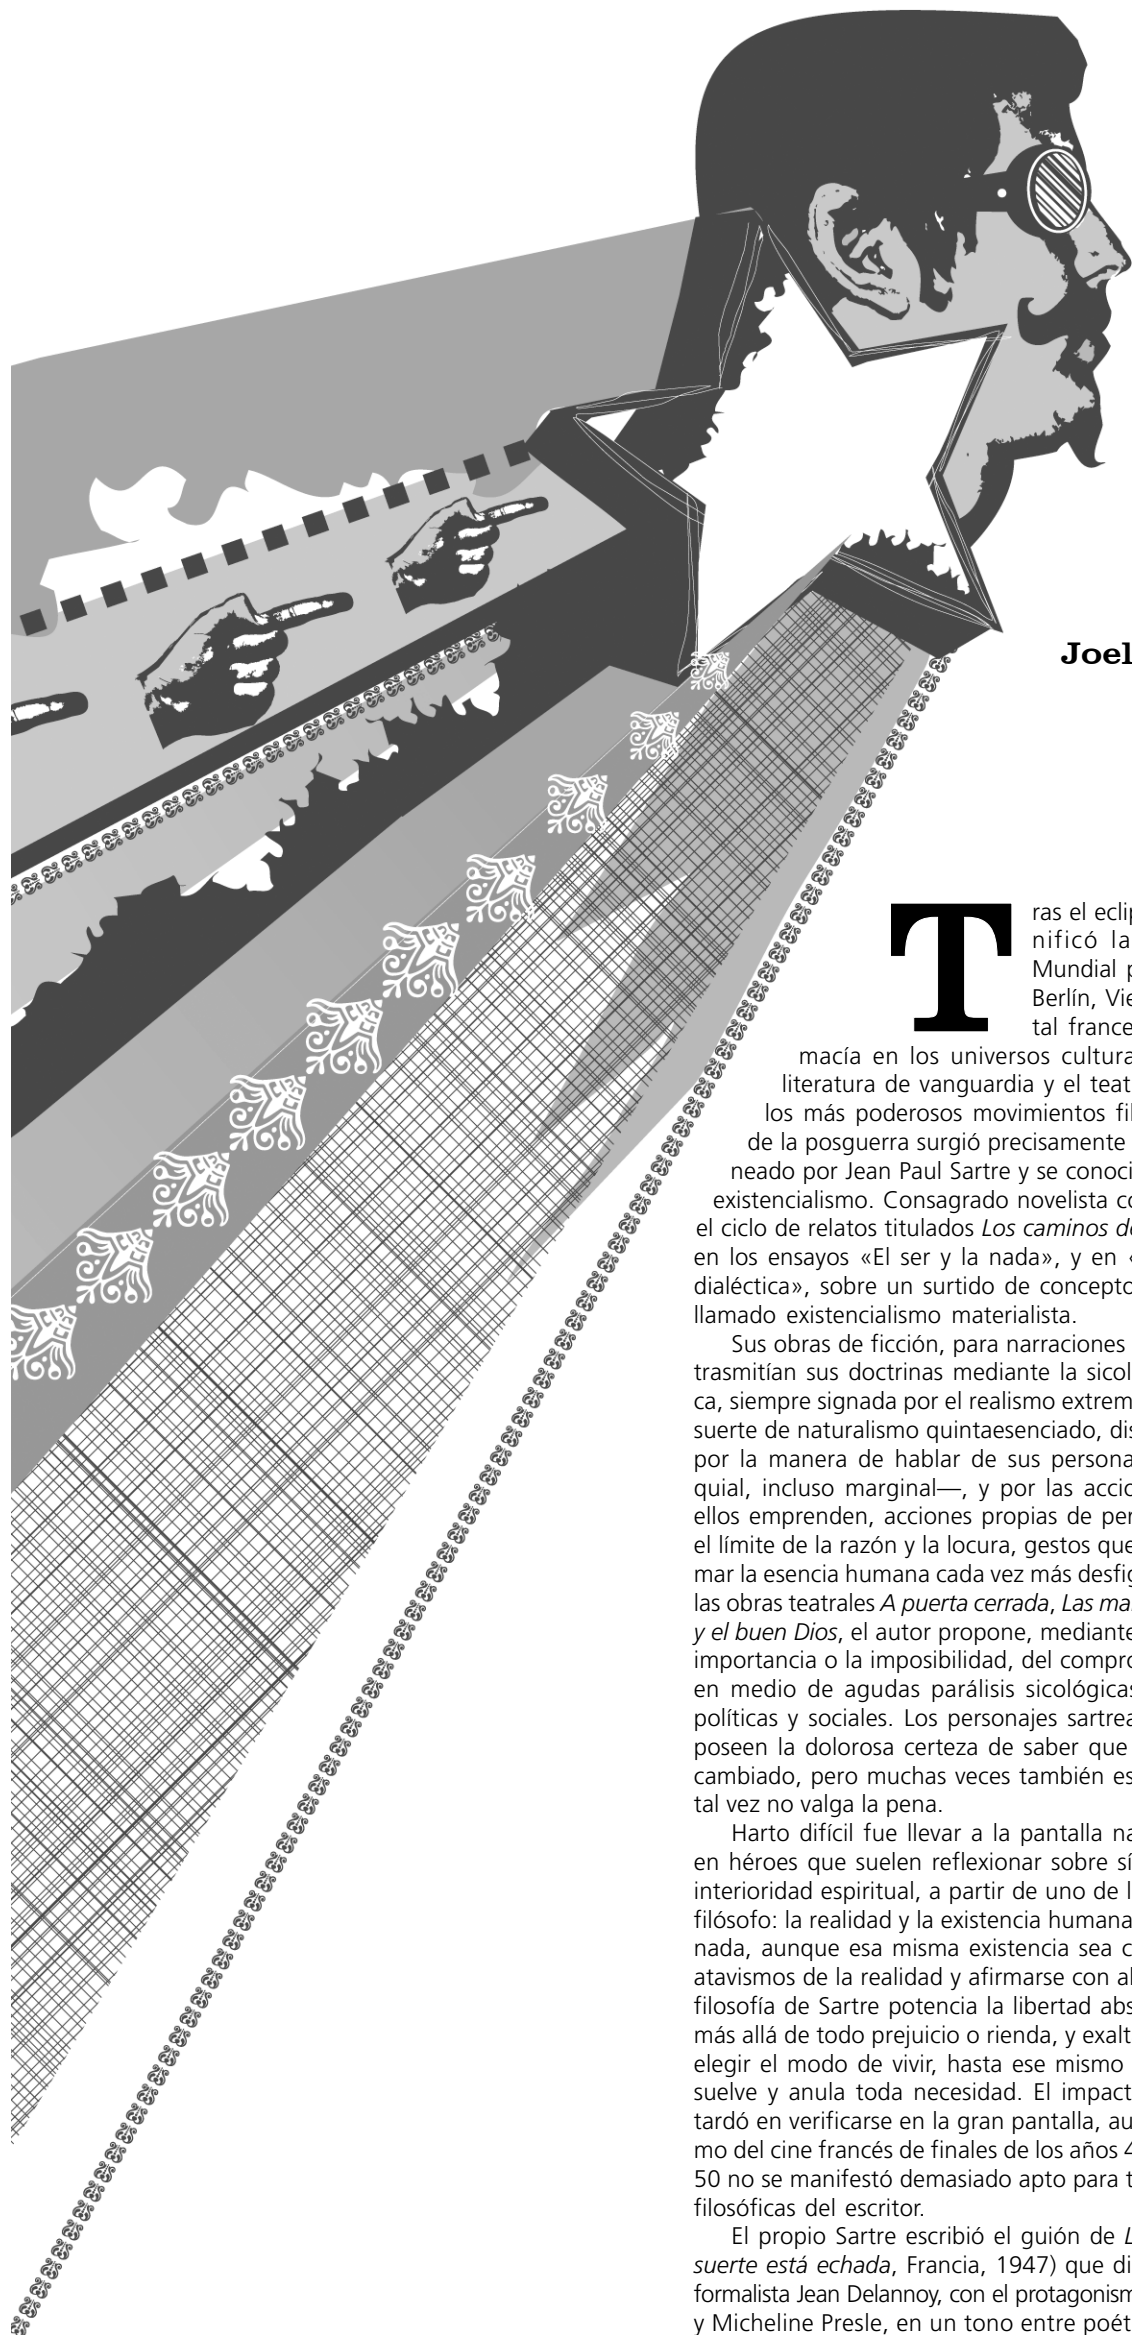 Joel
Tras el eclip
nificó la
Mundial p
Berlín, Vie
tal france
macía en los universos cultura
literatura de vanguardia y el teat
los más poderosos movimientos fil
de la posguerra surgió precisamente
neado por Jean Paul Sartre y se conoci
existencialismo. Consagrado novelista co
el ciclo de relatos titulados Los caminos de
en los ensayos «El ser y la nada», y en «
dialéctica», sobre un surtido de concepto
llamado existencialismo materialista.
Sus obras de ficción, para narraciones
trasmitían sus doctrinas mediante la sicol
ca, siempre signada por el realismo extrem
suerte de naturalismo quintaesenciado, dis
por la manera de hablar de sus persona
quial, incluso marginal—, y por las accio
ellos emprenden, acciones propias de per
el límite de la razón y la locura, gestos que
mar la esencia humana cada vez más desfig
las obras teatrales A puerta cerrada, Las ma
y el buen Dios, el autor propone, mediante
importancia o la imposibilidad, del compro
en medio de agudas parálisis sicológicas
políticas y sociales. Los personajes sartrea
poseen la dolorosa certeza de saber que
cambiado, pero muchas veces también es
tal vez no valga la pena.
Harto difícil fue llevar a la pantalla na
en héroes que suelen reflexionar sobre sí
interioridad espiritual, a partir de uno de l
filósofo: la realidad y la existencia humana
nada, aunque esa misma existencia sea c
atavismos de la realidad y afirmarse con al
filosofía de Sartre potencia la libertad abs
más allá de todo prejuicio o rienda, y exalt
elegir el modo de vivir, hasta ese mismo
suelve y anula toda necesidad. El impact
tardó en verificarse en la gran pantalla, au
mo del cine francés de finales de los años 4
50 no se manifestó demasiado apto para t
filosóficas del escritor.
El propio Sartre escribió el guión de L
suerte está echada, Francia, 1947) que di
formalista Jean Delannoy, con el protagonism
y Micheline Presle, en un tono entre poét